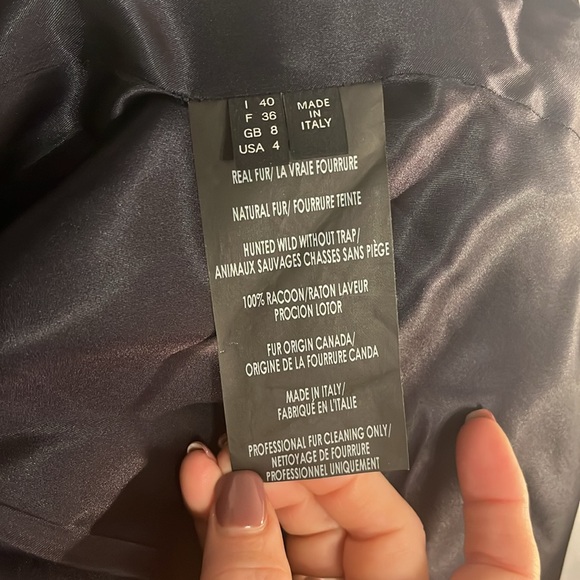 I 40
F 36
GB 8
USA 4
MADE
IN
ITALY
REAL FUR/ LA VRAIE FOURRURE
NATURAL FUR/ FOURRURE TEINTE
HUNTED WILD WITHOUT TRAP/
ANIMAUX SAUVAGES CHASSES SANS PIÈGE
100% RACOON/RATON LAVEUR
PROCION LOTOR
FUR ORIGIN CANADA/
ORIGINE DE LA FOURRURE CANDA
MADE IN ITALY/
FABRIQUÉ EN L'ITALIE
PROFESSIONAL FUR CLEANING ONLY/
NETTOYAGE DE FOURRURE
PROFESSIONNEL UNIQUEMENT